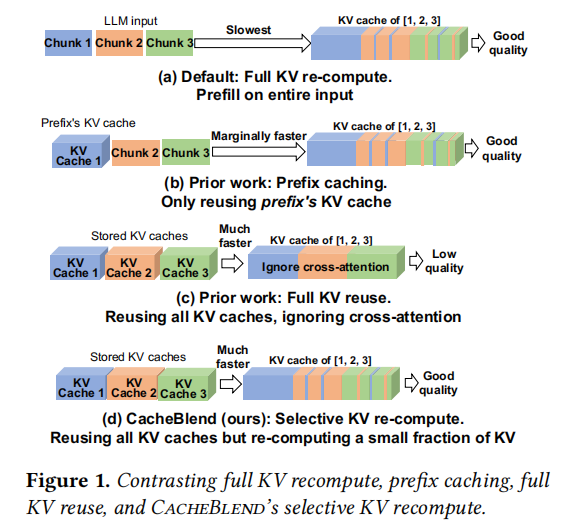 LLM input
Chunk 1 Chunk 2 Chunk 3
Slowest
KV cache of [1, 2, 3]
Good
quality
(a) Default: Full KV re-compute.
Prefill on entire input
Prefix's KV cache
KV
Cache 1
Chunk 2 Chunk 3
Marginally faster
KV cache of [1, 2, 3]
Good
quality
(b) Prior work: Prefix caching.
Only reusing prefix's KV cache
Stored KV caches
KV
Cache 1
KV
Cache 2
KV
Cache 3
Much
faster
KV cache of [1, 2, 3]
Ignore cross-attention
Low
quality
(c) Prior work: Full KV reuse.
Reusing all KV caches, ignoring cross-attention
Stored KV caches
KV
Cache 1
KV
Cache 2
KV
Cache 3
Much
faster
KV cache of [1, 2, 3]
Good
quality
(d) CacheBlend (ours): Selective KV re-compute.
Reusing all KV caches but re-computing a small fraction of KV
Figure 1. Contrasting full KV recompute, prefix caching, full
KV reuse, and CACHEBLEND's selective KV recompute.